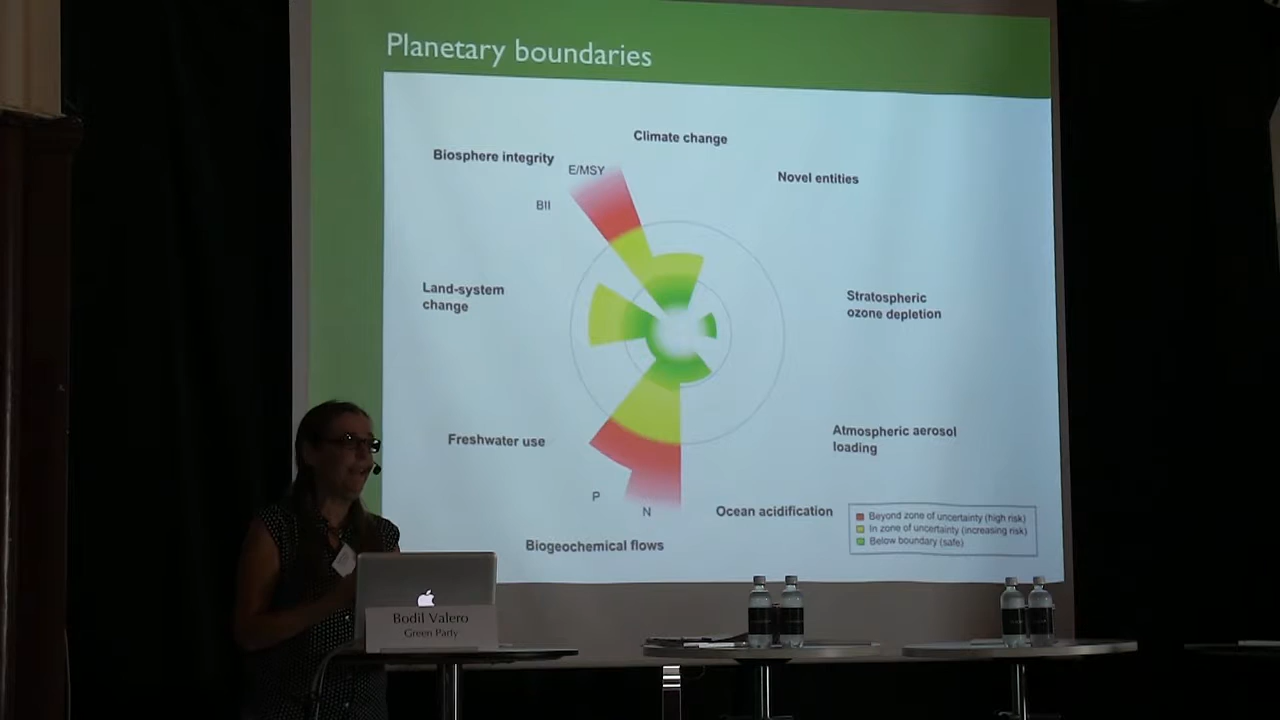 Planetary boundaries
Climate change
Biosphere integrity
E/MSY
Novel entities
BII
Land-system
change
Stratospheric
ozone depletion
Freshwater use
Atmospheric aerosol
loading
P
N
Ocean acidification
Biogeochemical flows
Beyond zone of uncertainty (high risk)
In zone of uncertainty (increasing risk)
Below boundary (safe)
Bodil Valero
Green Party